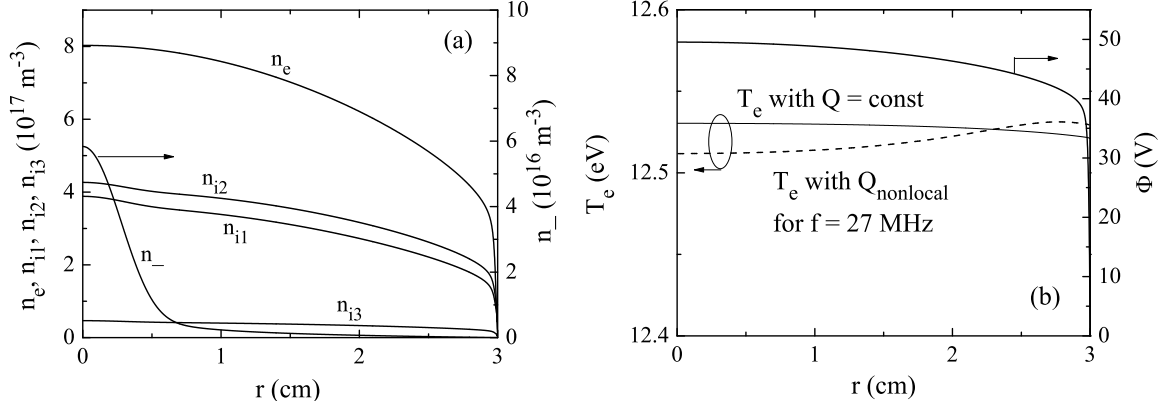 10
8
6
4
2
0
8
6
4
2
0
(a)
n_e
n_i2
n_i1
n_
n_i3
n_e, n_i1, n_i2, n_i3 (10^17 m^-3)
n_ (10^16 m^-3)
0
1
2
3
r (cm)
12.6
12.5
12.4
50
40
30
20
10
0
T_e with Q = const
T_e with Q_nonlocal
for f = 27 MHz
(b)
T_e (eV)
Φ (V)
0
1
2
3
r (cm)